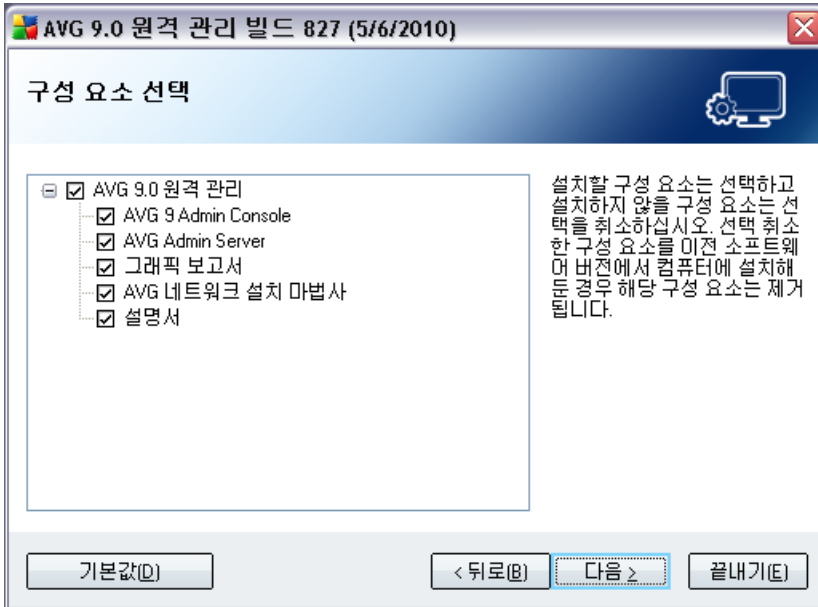 AVG 9.0 원격 관리 빌드 827 (5/6/2010)
구성 요소 선택
AVG 9.0 원격 관리
AVG 9 Admin Console
AVG Admin Server
그래픽 보고서
AVG 네트워크 설치 마법사
설명서
설치할 구성 요소는 선택하고
설치하지 않을 구성 요소는 선
택을 취소하십시오. 선택 취소
한 구성 요소를 이전 소프트웨
어 버전에서 컴퓨터에 설치해
둔 경우 해당 구성 요소는 제거
됩니다.
기본값(D)
< 뒤로(B)
다음 >
끝내기(E)